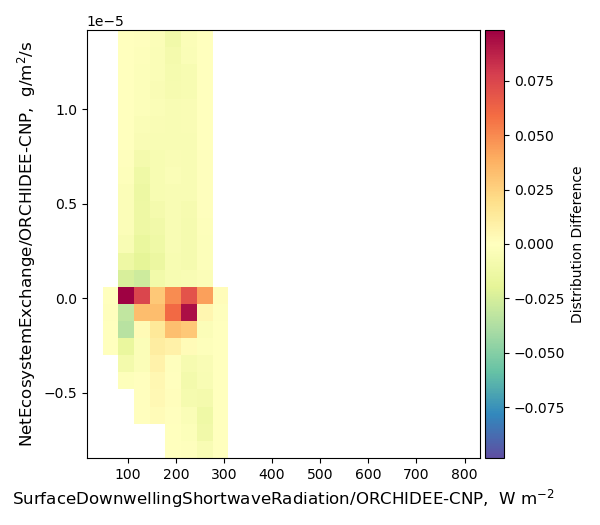 1e−5
1.0
0.5
0.0
−0.5
NetEcosystemExchange/ORCHIDEE-CNP, g/m²/s
100 200 300 400 500 600 700 800
SurfaceDownwellingShortwaveRadiation/ORCHIDEE-CNP, W m⁻²
0.075
0.050
0.025
0.000
−0.025
−0.050
−0.075
Distribution Difference